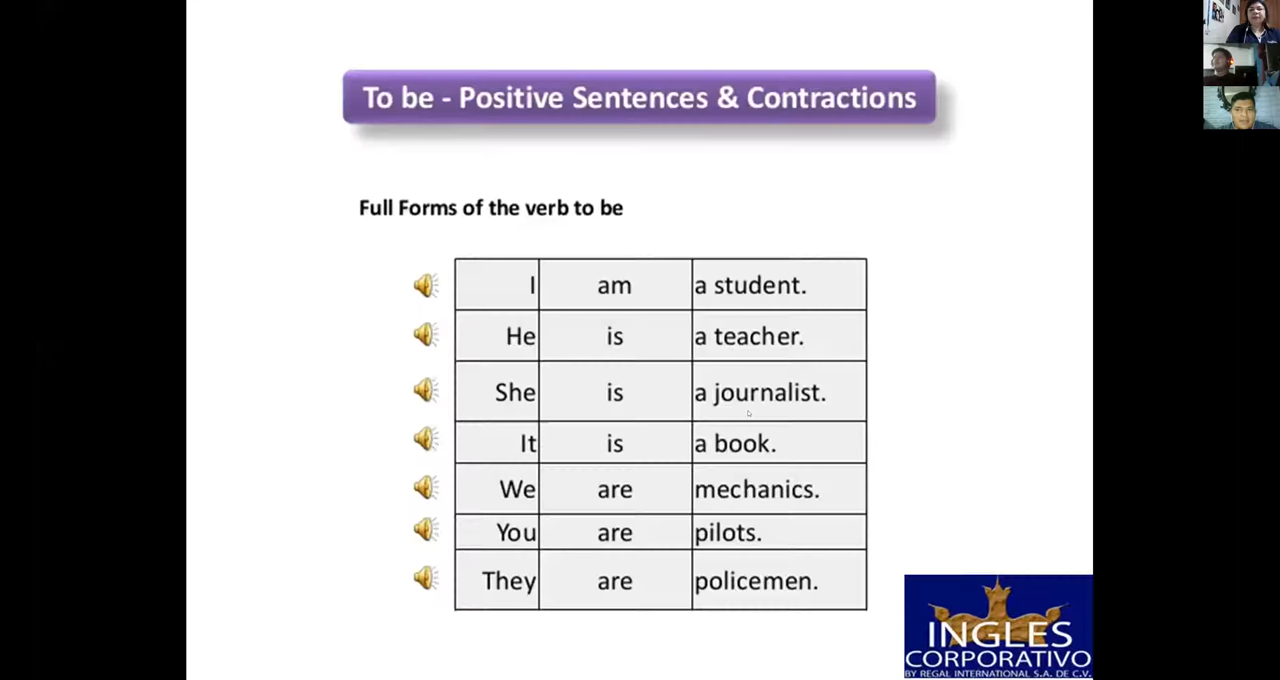 To be - Positive Sentences & Contractions
Full Forms of the verb to be
I am a student.
He is a teacher.
She is a journalist.
It is a book.
We are mechanics.
You are pilots.
They are policemen.
INGLES
CORPORATIVO
BY REGAL INTERNATIONAL S.A. DE C.V.